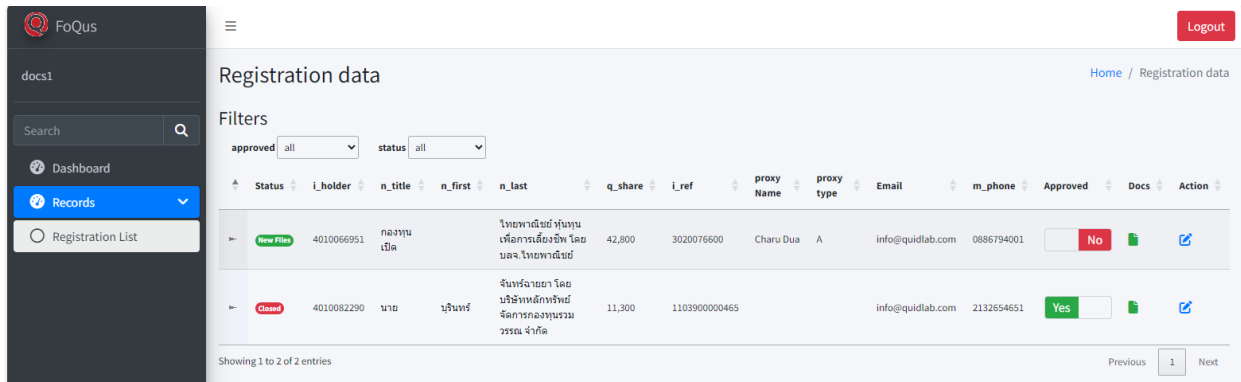 FoQus
Logout
docs1
Registration data
Home / Registration data
Search
Filters
approved all status all
Dashboard
Records
Registration List
Status i_holder n_title n_first n_last q_share i_ref proxy Name proxy type Email m_phone Approved Docs Action
New Files 4010066951 กองทุนเปิด ไทยพาณิชย์ หุ้นทุน เพื่อการเลี้ยงชีพ โดย บลจ.ไทยพาณิชย์ 42,800 3020076600 Charu Dua A info@quidlab.com 0886794001 No
Closed 4010082290 นาย บุรินทร์ จันทร์ฉายยา โดย บริษัทหลักทรัพย์ จัดการกองทุนรวม วรรณ จำกัด 11,300 1103900000465 info@quidlab.com 2132654651 Yes
Showing 1 to 2 of 2 entries
Previous 1 Next